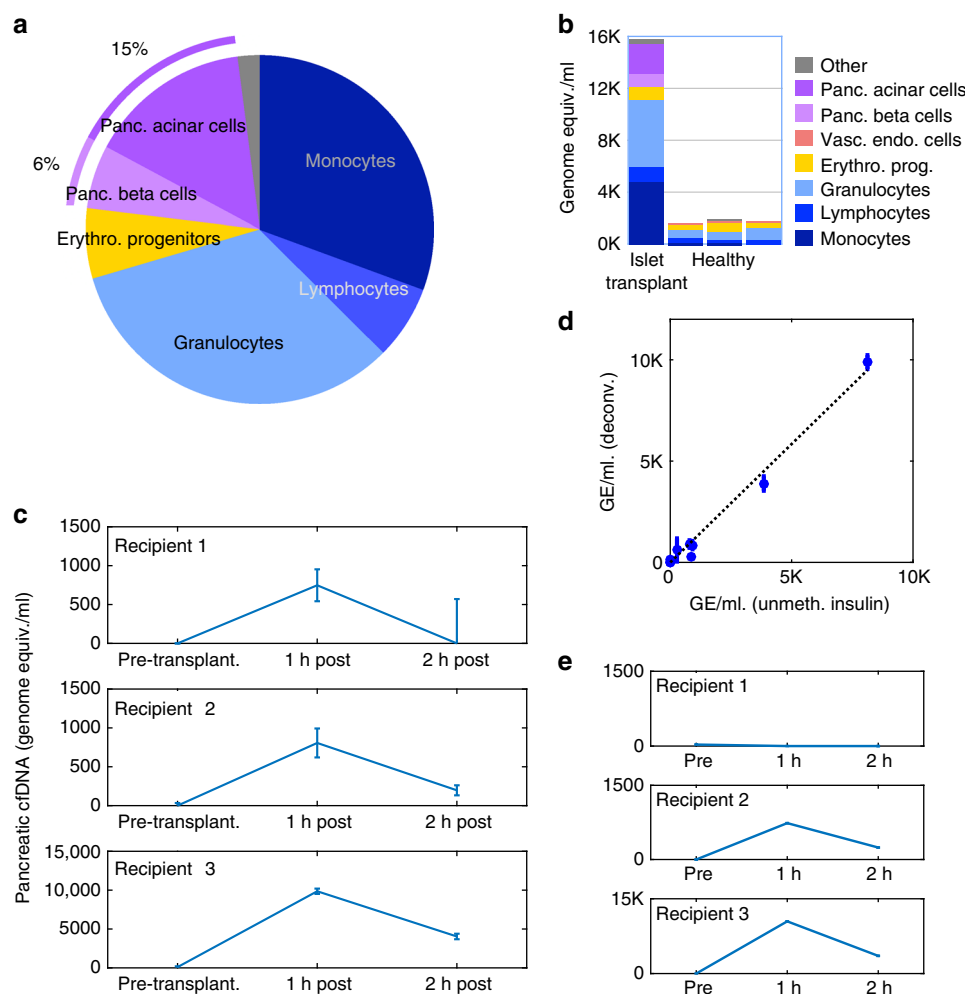 a
15%
6%
Panc. acinar cells
Panc. beta cells
Erythro. progenitors
Granulocytes
Monocytes
Lymphocytes
b
Genome equiv./ml
16K
12K
8K
4K
0K
Islet
transplant
Healthy
Other
Panc. acinar cells
Panc. beta cells
Vasc. endo. cells
Erythro. prog.
Granulocytes
Lymphocytes
Monocytes
c
Pancreatic cfDNA (genome equiv./ml)
1500
1000
500
0
Recipient 1
Pre-transplant. 1 h post 2 h post
1500
1000
500
0
Recipient 2
Pre-transplant. 1 h post 2 h post
15,000
10,000
5000
0
Recipient 3
Pre-transplant. 1 h post 2 h post
d
GE/ml. (deconv.)
10K
5K
0
0 5K 10K
GE/ml. (unmeth. insulin)
e
1500
0
Recipient 1
Pre 1 h 2 h
1500
0
Recipient 2
Pre 1 h 2 h
15K
0
Recipient 3
Pre 1 h 2 h